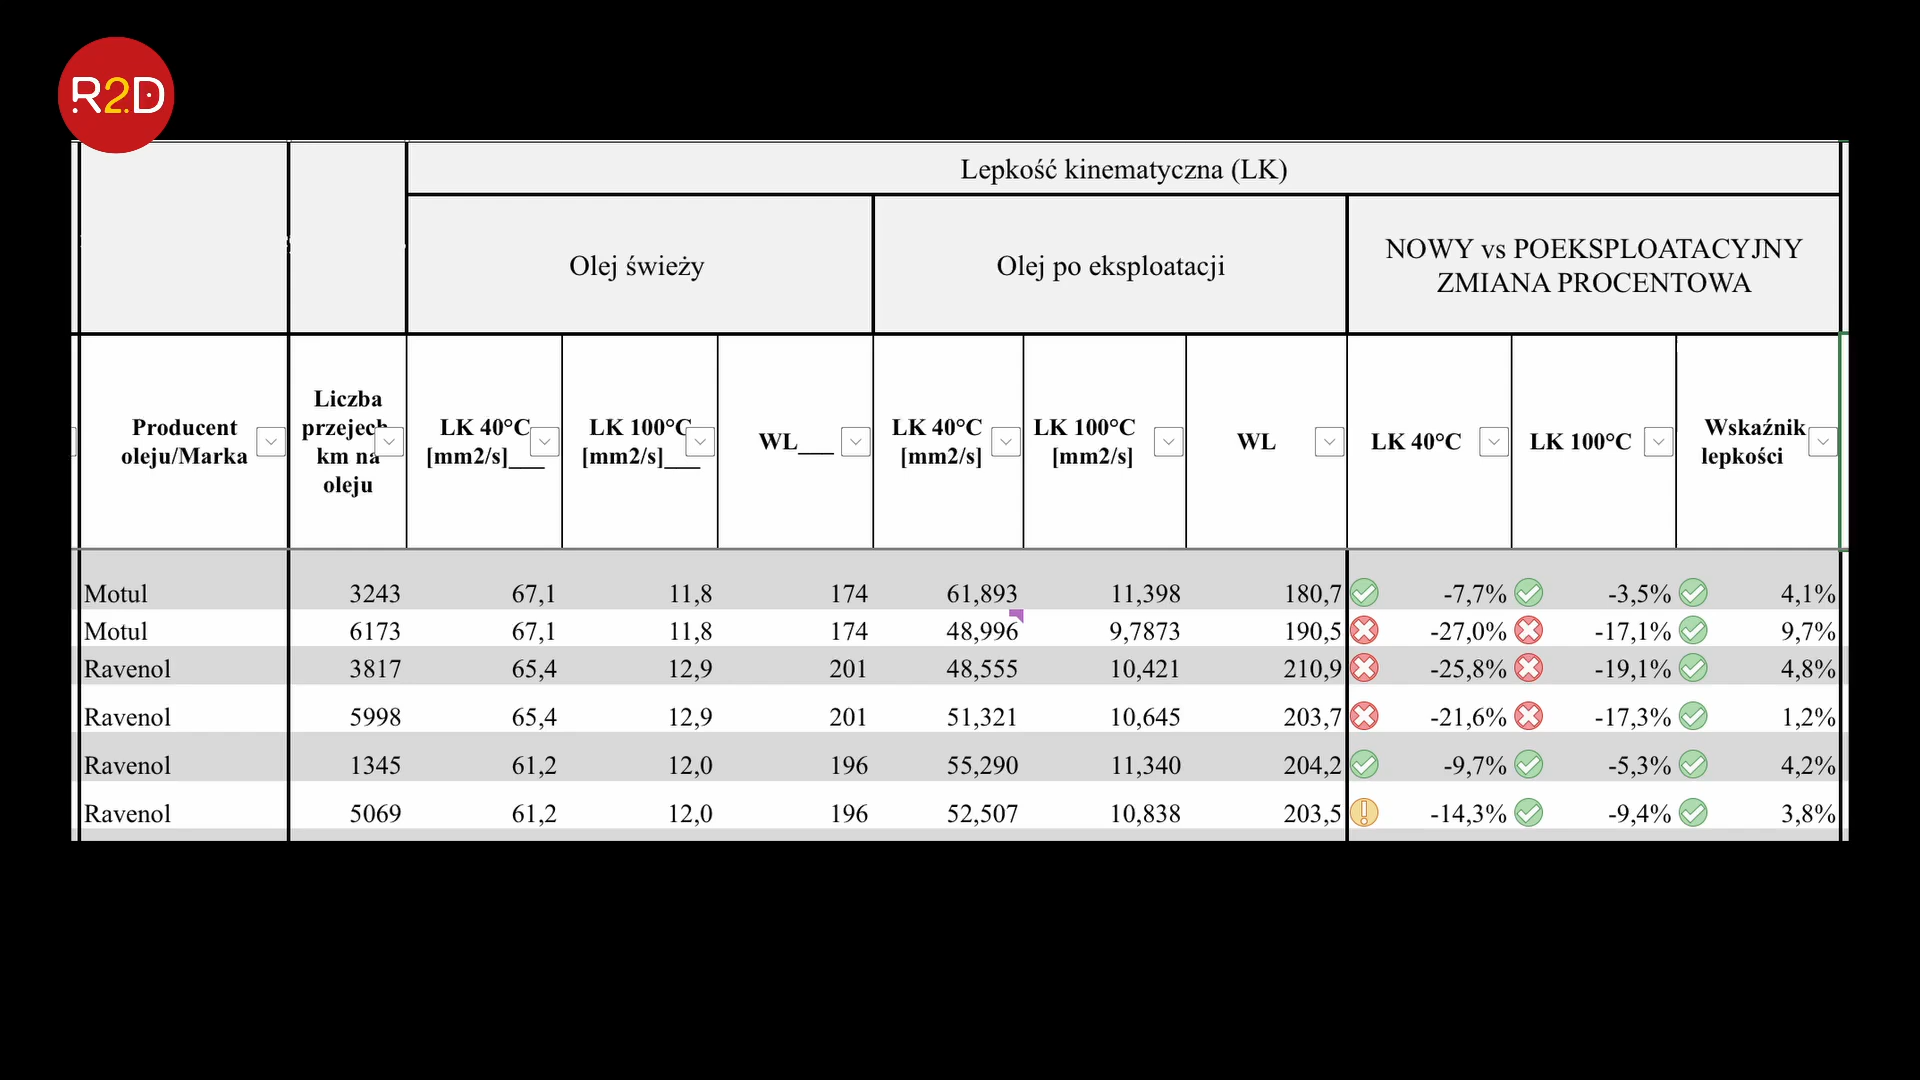 R2D
Lepkość kinematyczna (LK)
Olej świeży
Olej po eksploatacji
NOWY vs POEKSPLOATACYJNY
ZMIANA PROCENTOWA
Producent
oleju/Marka
Liczba
przejech
km na
oleju
LK 40°C
[mm2/s]___
LK 100°C
[mm2/s]___
WL___
LK 40°C
[mm2/s]
LK 100°C
[mm2/s]
WL
LK 40°C
LK 100°C
Wskaźnik
lepkości
Motul 3243 67,1 11,8 174 61,893 11,398 180,7 -7,7% -3,5% 4,1%
Motul 6173 67,1 11,8 174 48,996 9,7873 190,5 -27,0% -17,1% 9,7%
Ravenol 3817 65,4 12,9 201 48,555 10,421 210,9 -25,8% -19,1% 4,8%
Ravenol 5998 65,4 12,9 201 51,321 10,645 203,7 -21,6% -17,3% 1,2%
Ravenol 1345 61,2 12,0 196 55,290 11,340 204,2 -9,7% -5,3% 4,2%
Ravenol 5069 61,2 12,0 196 52,507 10,838 203,5 -14,3% -9,4% 3,8%